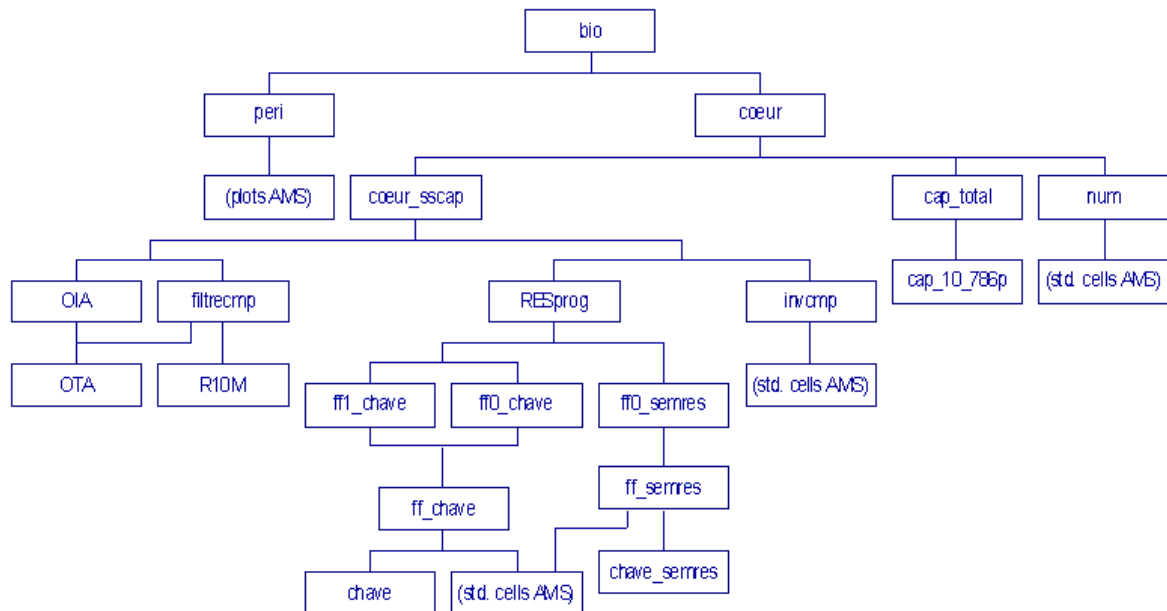 bio
peri
coeur
(plots AMS)
coeur_sscap
cap_total
num
OIA
filtrecmp
RESprog
invcmp
cap_10_786p
(std. cells AMS)
OTA
R10M
ff1_chave
ff0_chave
ff0_semres
(std. cells AMS)
ff_chave
ff_semres
chave
(std. cells AMS)
chave_semres